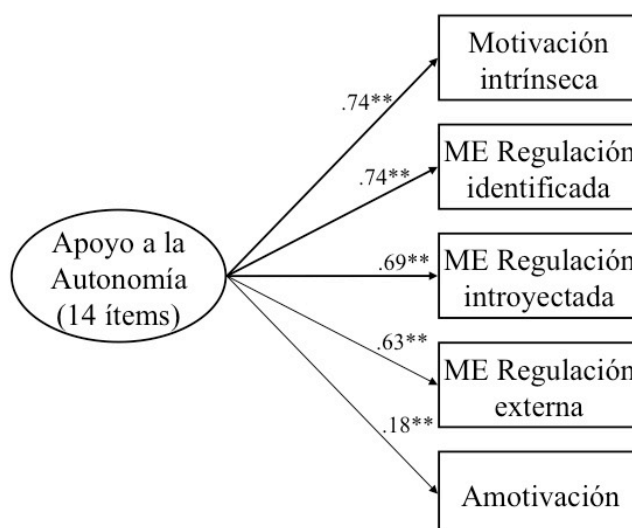 Motivación
intrínseca
.74**
ME Regulación
identificada
.74**
Apoyo a la
Autonomía
(14 ítems)
.69**
ME Regulación
introyectada
.63**
ME Regulación
externa
.18**
Amotivación